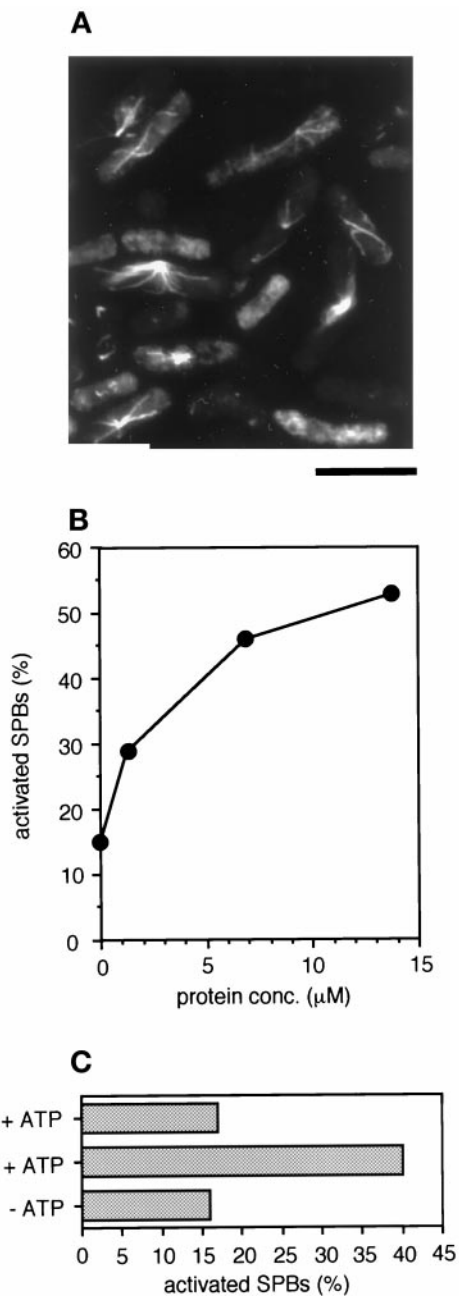 A
B
60
50
40
30
20
10
0
activated SPBs (%)
0 5 10 15
protein conc. (μM)
C
+ ATP
+ ATP
- ATP
0 5 10 15 20 25 30 35 40 45
activated SPBs (%)